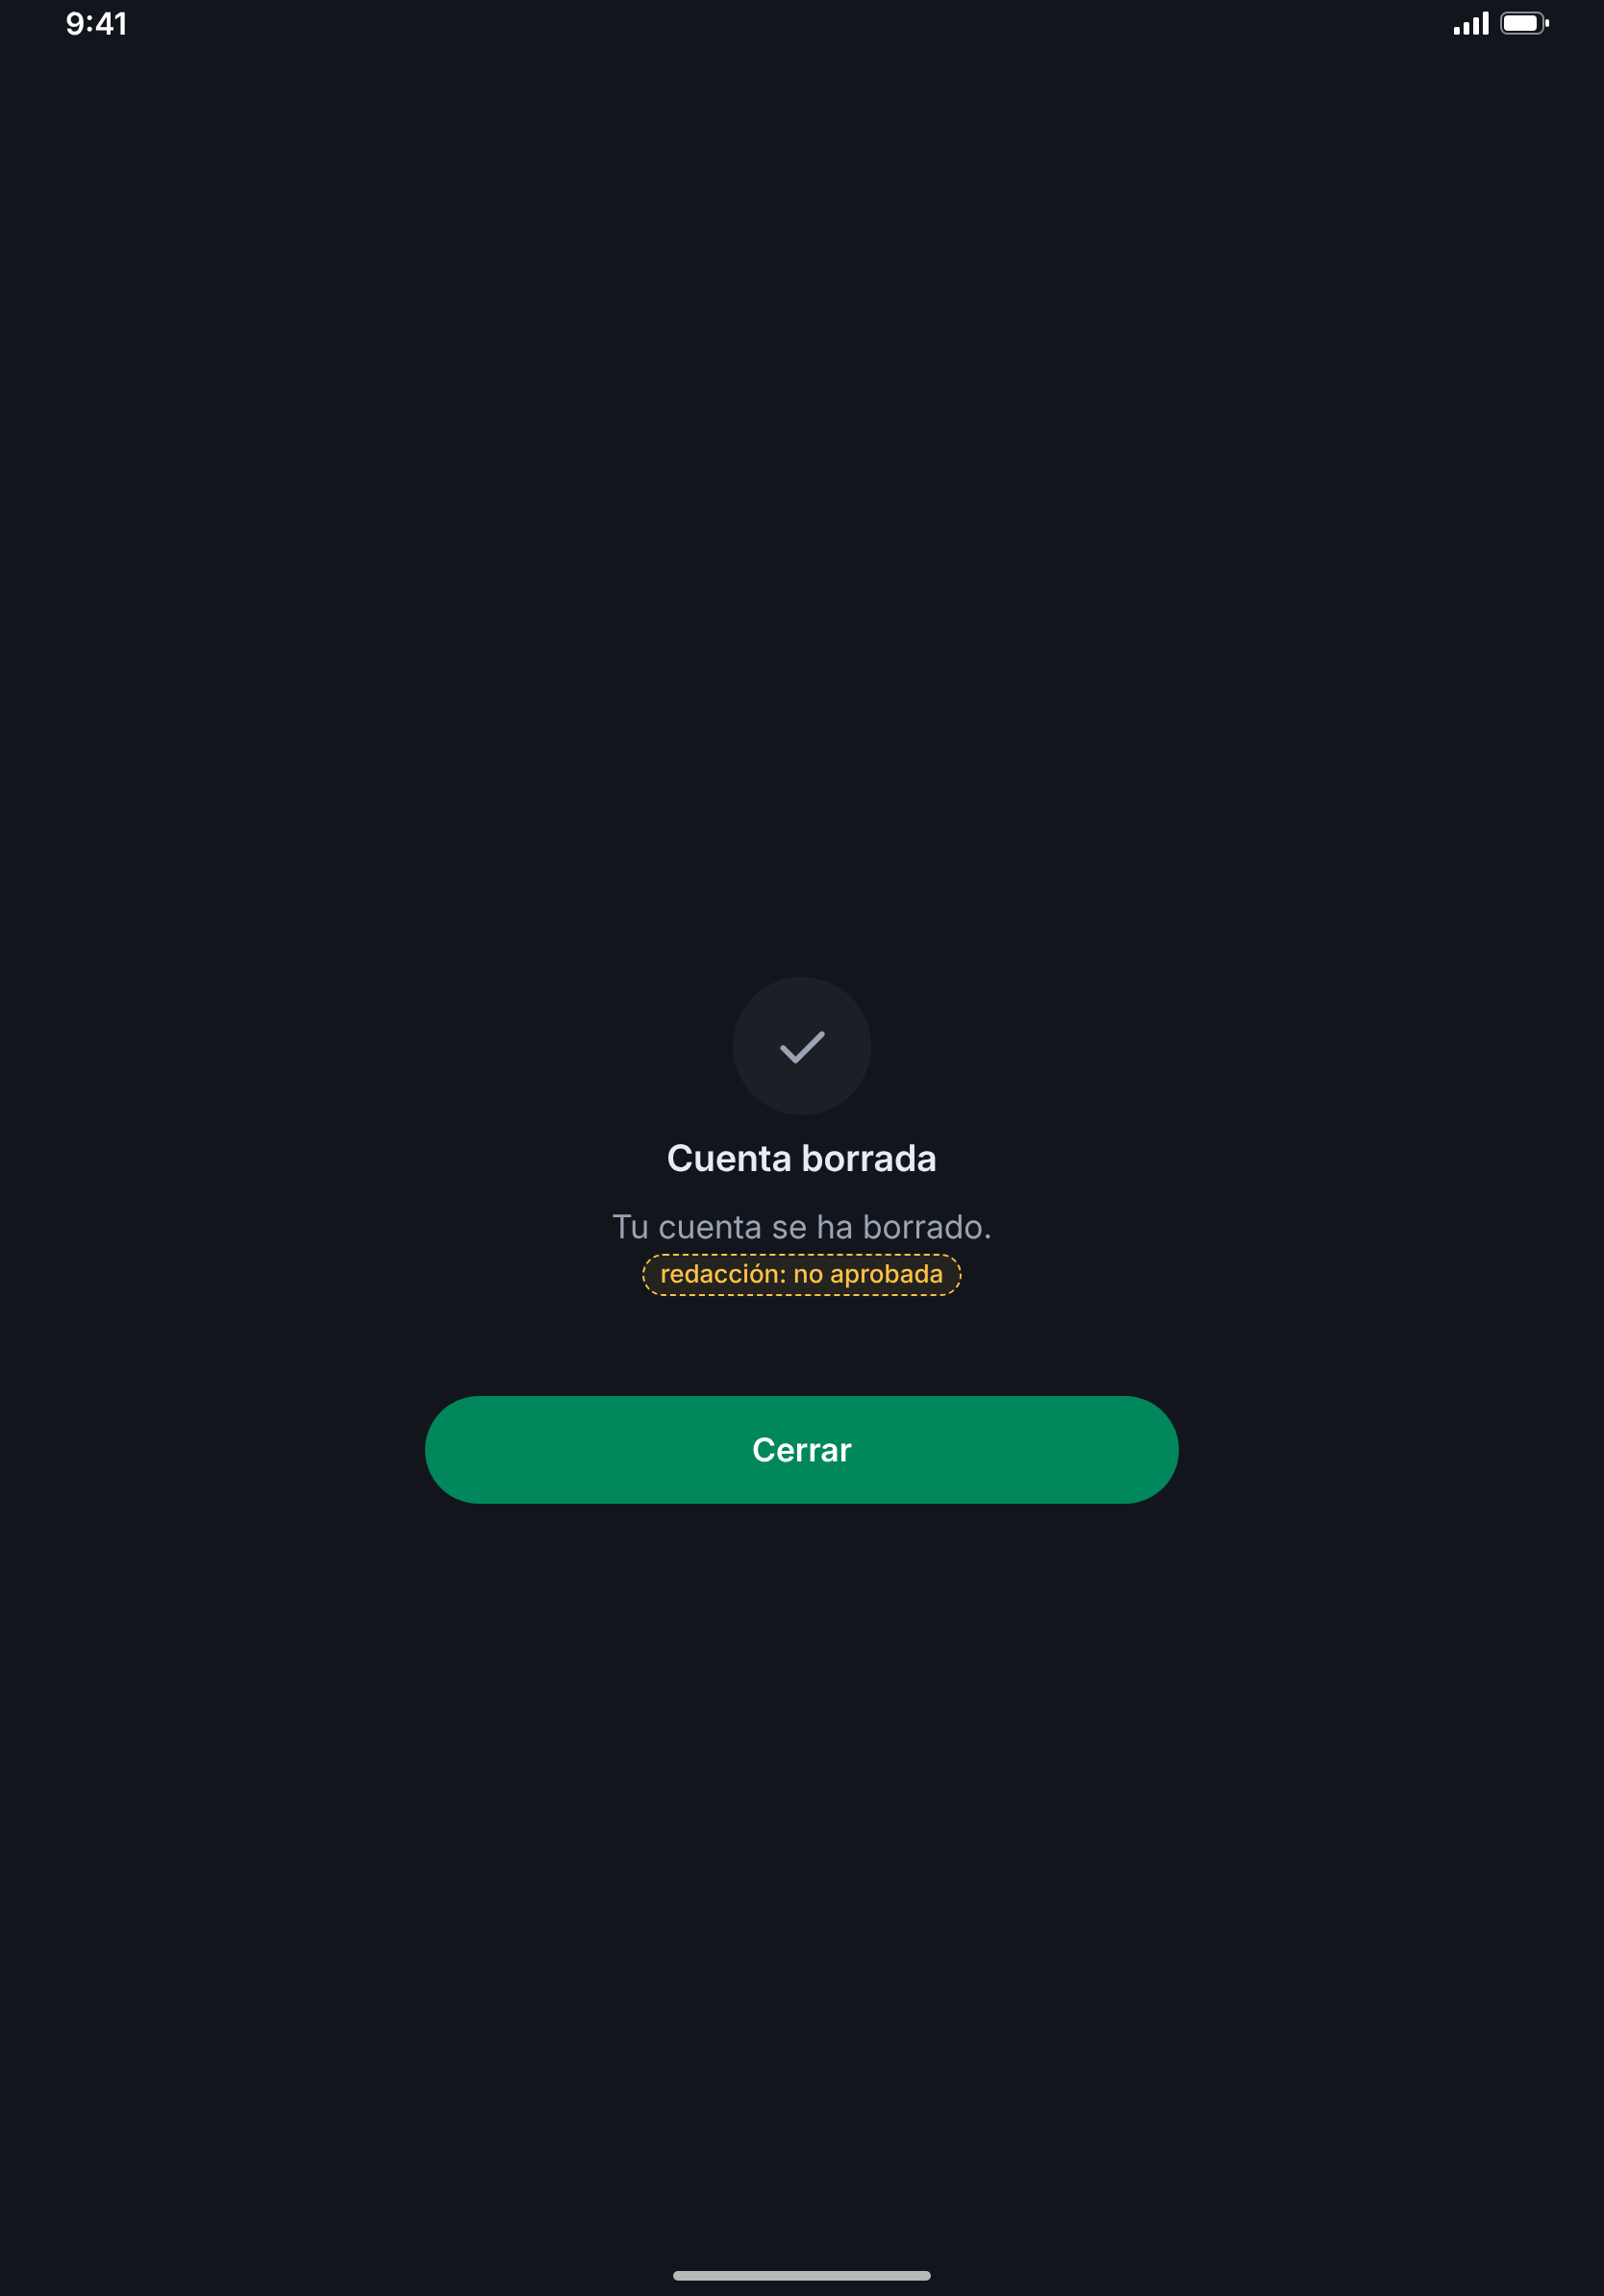 9:41
Cuenta borrada
Tu cuenta se ha borrado.
redacción: no aprobada
Cerrar